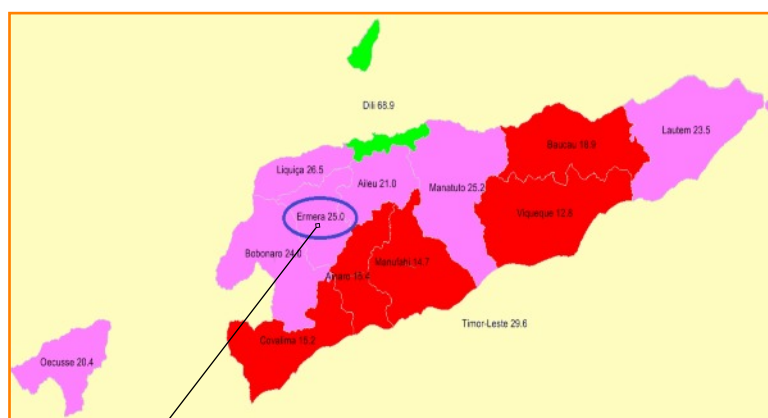 Dili 68.9
Lautem 23.5
Baucau 18.9
Liquiça 26.5
Aileu 21.0
Manatuto 25.2
Viqueque 12.6
Ermera 25.0
Bobonaro 24.0
Manufahi 14.7
Ainaro 15.4
Timor-Leste 29.6
Covalima 15.2
Oecusse 20.4